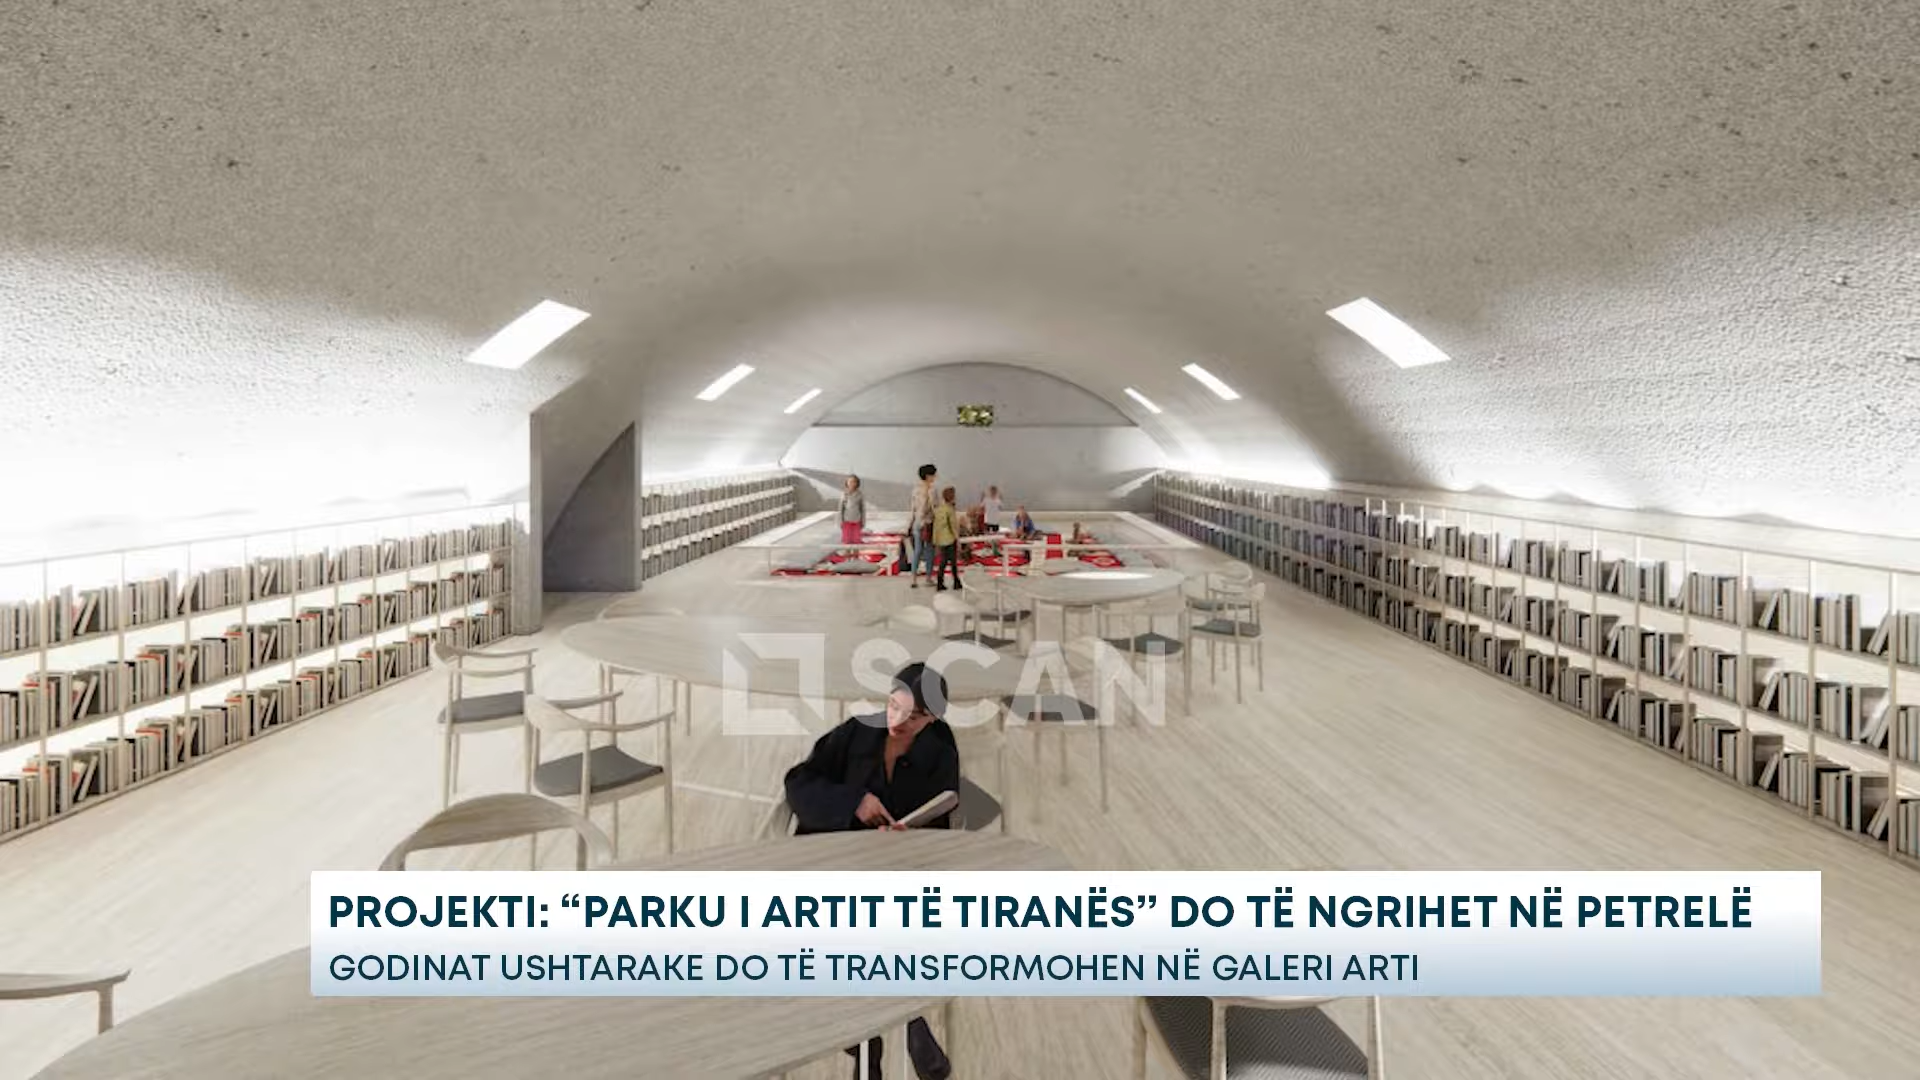 SCAN
PROJEKTI: “PARKU I ARTIT TË TIRANËS” DO TË NGRIHET NË PETRELË
GODINAT USHTARAKE DO TË TRANSFORMOHEN NË GALERI ARTI